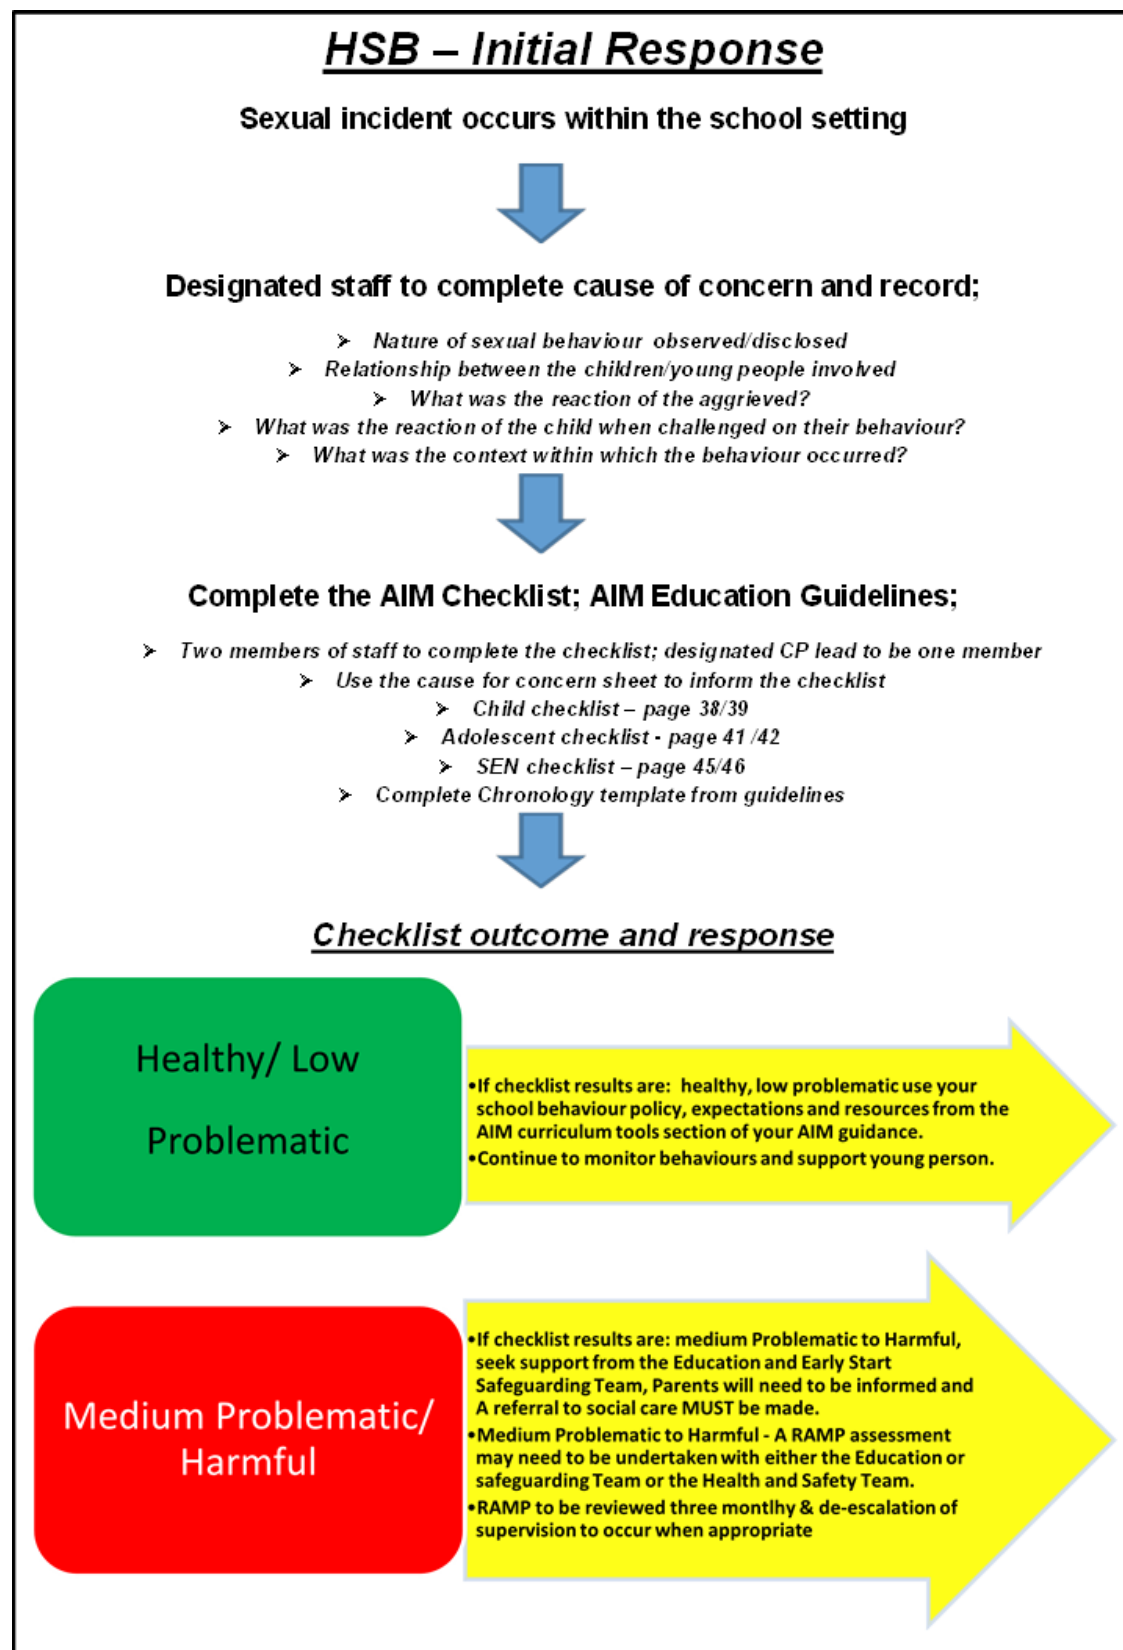 HSB – Initial Response
Sexual incident occurs within the school setting
Designated staff to complete cause of concern and record;
➢ Nature of sexual behaviour observed/disclosed
➢ Relationship between the children/young people involved
➢ What was the reaction of the aggrieved?
➢ What was the reaction of the child when challenged on their behaviour?
➢ What was the context within which the behaviour occurred?
Complete the AIM Checklist; AIM Education Guidelines;
➢ Two members of staff to complete the checklist; designated CP lead to be one member
➢ Use the cause for concern sheet to inform the checklist
➢ Child checklist – page 38/39
➢ Adolescent checklist - page 41 /42
➢ SEN checklist – page 45/46
➢ Complete Chronology template from guidelines
Checklist outcome and response
Healthy/ Low
Problematic
•If checklist results are: healthy, low problematic use your
school behaviour policy, expectations and resources from the
AIM curriculum tools section of your AIM guidance.
•Continue to monitor behaviours and support young person.
Medium Problematic/
Harmful
•If checklist results are: medium Problematic to Harmful,
seek support from the Education and Early Start
Safeguarding Team, Parents will need to be informed and
A referral to social care MUST be made.
•Medium Problematic to Harmful - A RAMP assessment
may need to be undertaken with either the Education or
safeguarding Team or the Health and Safety Team.
•RAMP to be reviewed three montlhy & de-escalation of
supervision to occur when appropriate